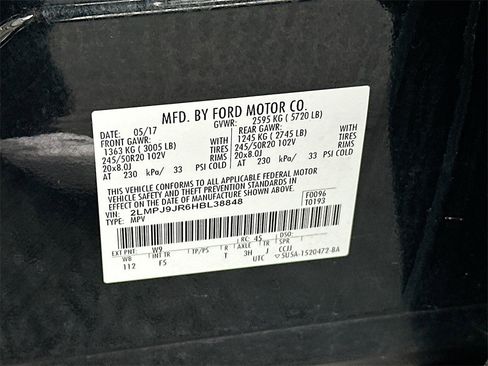 MFD. BY FORD MOTOR CO.
DATE: 05/17 GVWR: 2595 KG ( 5720 LB)
FRONT GAWR: REAR GAWR:
1363 KG ( 3005 LB) WITH 1245 KG ( 2745 LB) WITH
245/50R20 102V TIRES 245/50R20 102V TIRES
20x8.0J RIMS 20x8.0J RIMS
AT 230 kPa/ 33 PSI COLD AT 230 kPa/ 33 PSI COLD
THIS VEHICLE CONFORMS TO ALL APPLICABLE FEDERAL MOTOR
VEHICLE SAFETY AND THEFT PREVENTION STANDARDS IN
EFFECT ON THE DATE OF MANUFACTURE SHOWN ABOVE.
VIN: 2LMPJ9JR6HBL38848 F0096
TYPE: MPV T0193
EXT PNT: W9 RC: 45 DSO:
WB INT TR TP/PS R AXLE TR SPR
112 F5 T 3H J CCJJ
UTC ▽5U5A-1520472-BA